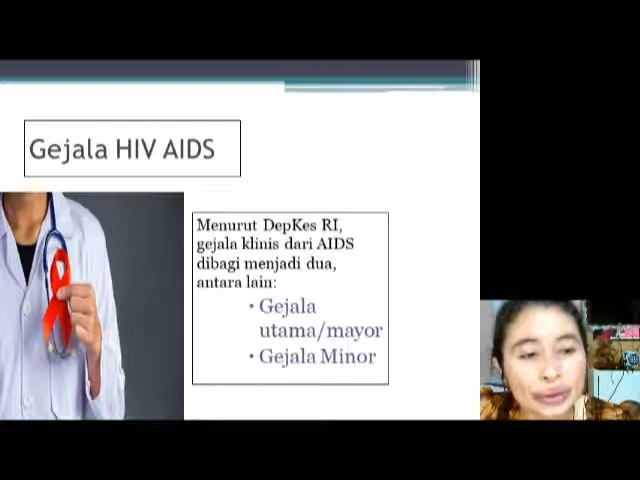 Gejala HIV AIDS
Menurut DepKes RI,
gejala klinis dari AIDS
dibagi menjadi dua,
antara lain:
• Gejala
utama/mayor
• Gejala Minor